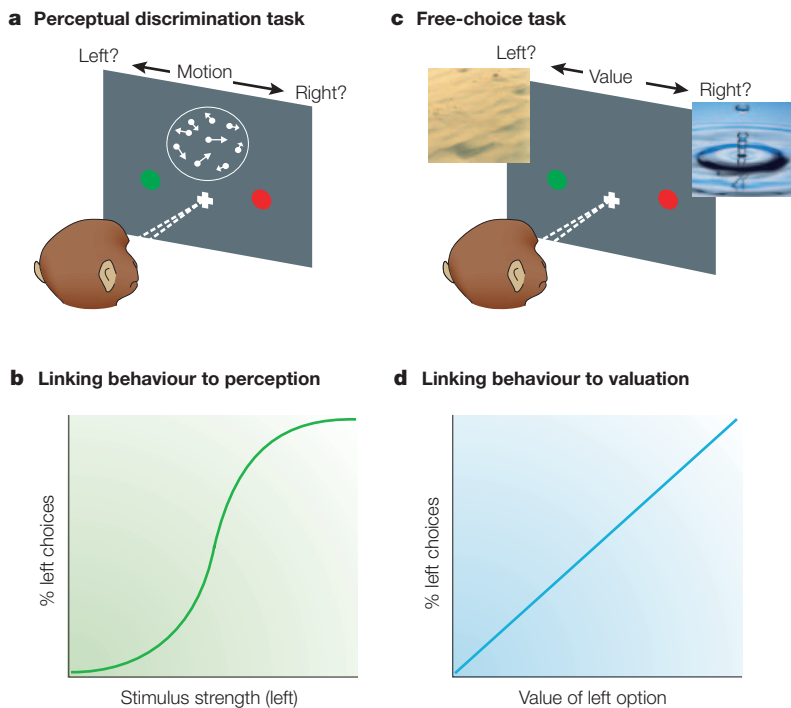 a Perceptual discrimination task
Left?
Motion
Right?
c Free-choice task
Left?
Value
Right?
b Linking behaviour to perception
% left choices
Stimulus strength (left)
d Linking behaviour to valuation
% left choices
Value of left option